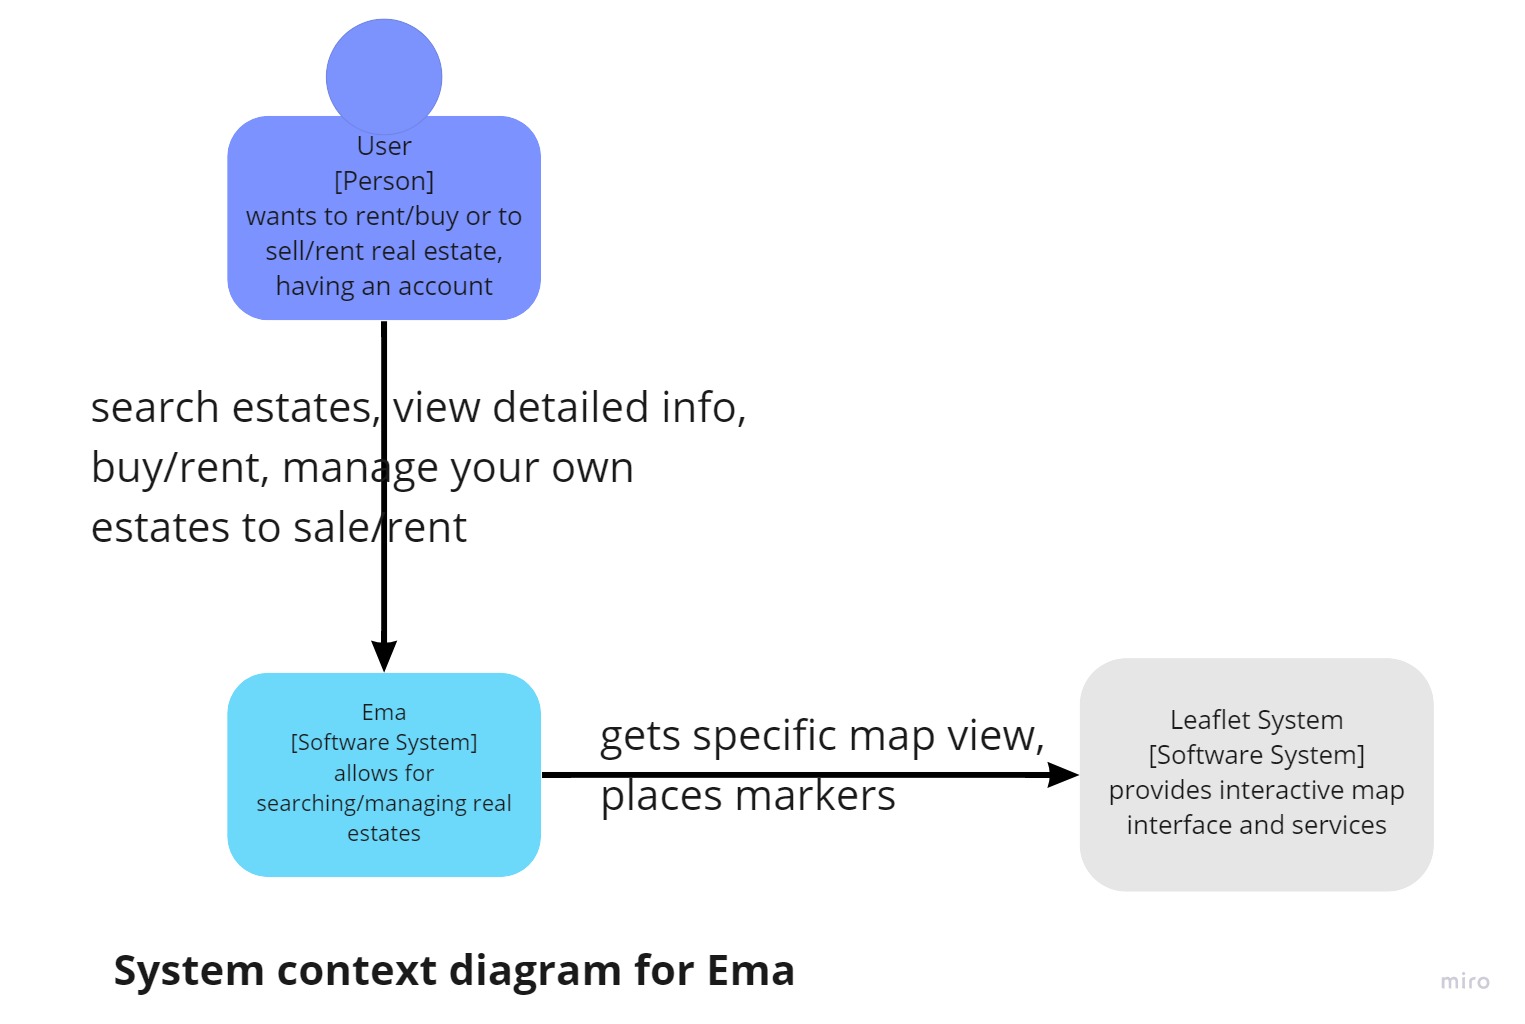 User
[Person]
wants to rent/buy or to
sell/rent real estate,
having an account
search estates, view detailed info,
buy/rent, manage your own
estates to sale/rent
Ema
[Software System]
allows for
searching/managing real
estates
gets specific map view,
places markers
Leaflet System
[Software System]
provides interactive map
interface and services
System context diagram for Ema
miro